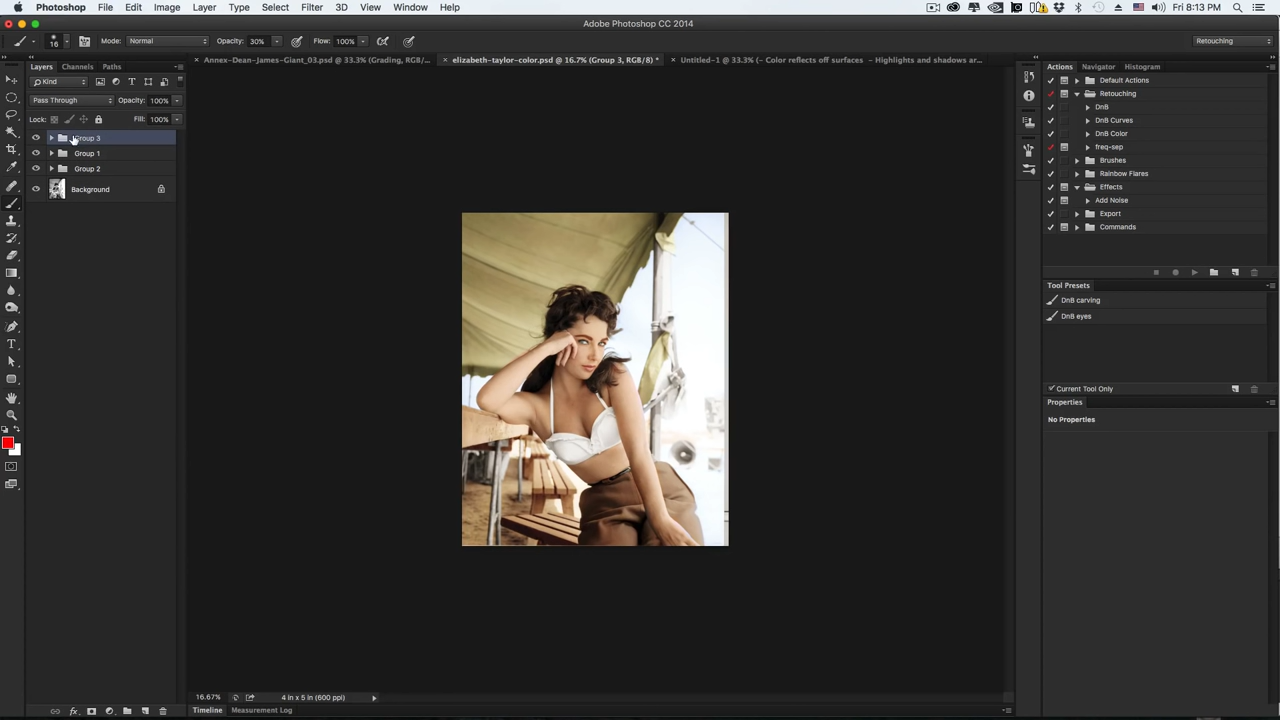 Photoshop File Edit Image Layer Type Select Filter 3D View Window Help Fri 8:13 PM
Adobe Photoshop CC 2014
16 Mode: Normal Opacity: 30% Flow: 100% Retouching
Layers Channels Paths
Annex-Dean-James-Giant_03.psd @ 33.3% (Grading, RGB/8)... elizabeth-taylor-color.psd @ 16.7% (Group 3, RGB/8) * Untitled-1 @ 33.3% (– Color reflects off surfaces – Highlights and shadows ar...
Actions Navigator Histogram
Kind
Pass Through Opacity: 100%
Lock: Fill: 100%
Group 3
Group 1
Group 2
Background
Default Actions
Retouching
DnB
DnB Curves
DnB Color
freq-sep
Brushes
Rainbow Flares
Effects
Add Noise
Export
Commands
Tool Presets
DnB carving
DnB eyes
Current Tool Only
Properties
No Properties
16.67% 4 in x 5 in (600 ppi)
Timeline Measurement Log